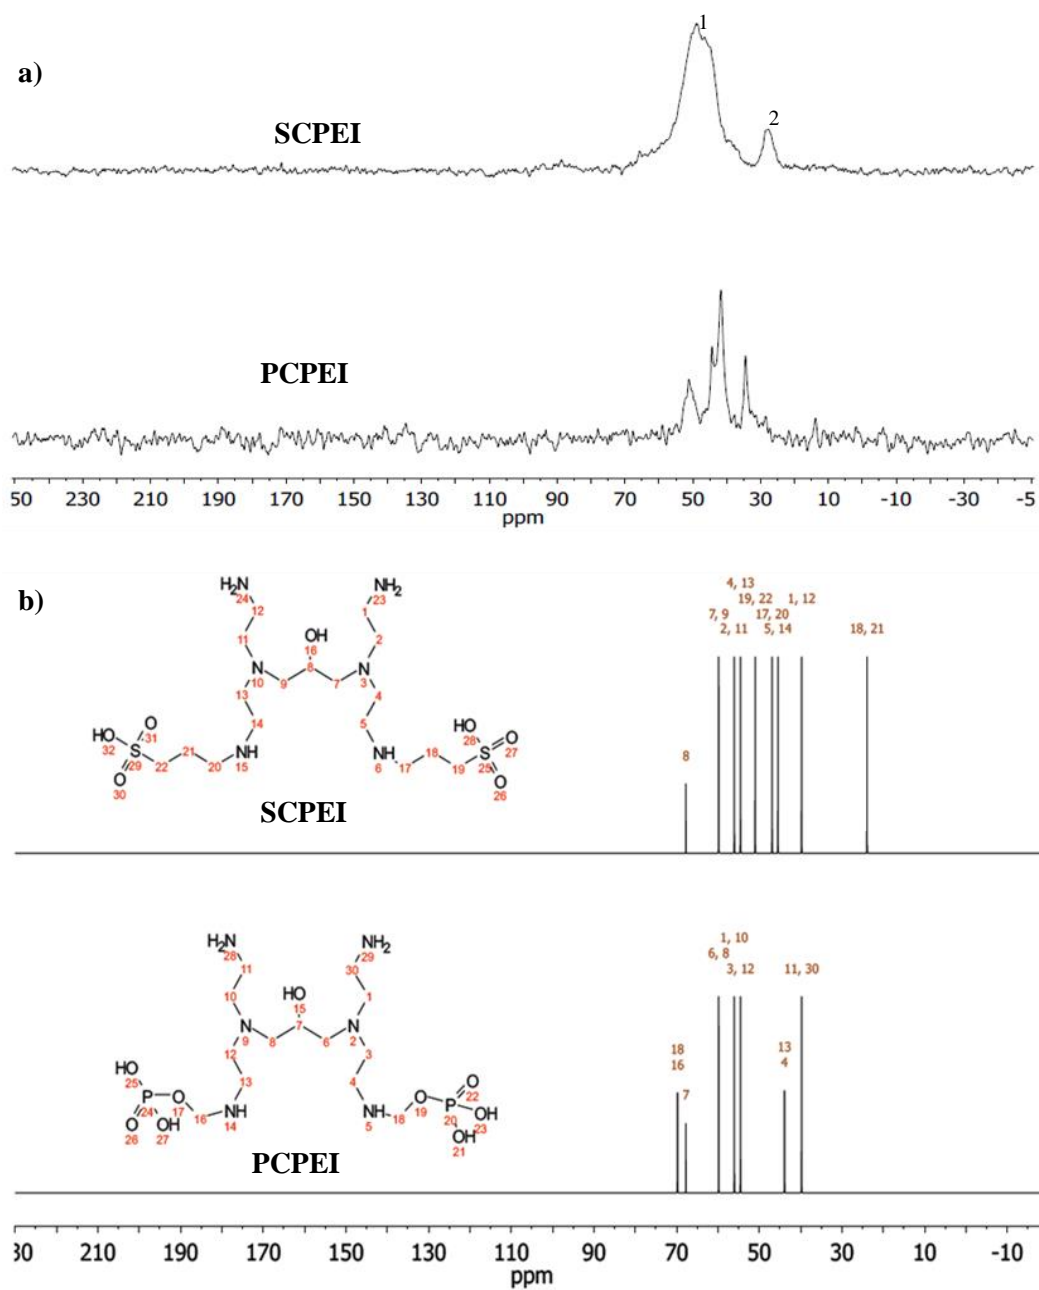 a)
1
2
SCPEI
PCPEI
50 230 210 190 170 150 130 110 90 70 50 30 10 -10 -30 -5
ppm
b)
H₂N NH₂
24 23
12 1
11 2
OH
16
8
N N
10 3
9 7
13 4
14 5
HO O
32 31
S
29
O
30
21
22 20
NH
15
NH
6
17
18
19
HO
28
S
25
O
27
O
26
SCPEI
4, 13
19, 22 1, 12
7, 9 17, 20
2, 11 5, 14 18, 21
8
H₂N NH₂
28 29
11 30
10 1
HO
15
7
N N
9 2
8 6
12 3
13 4
HO
25
P
24
O
17
O
26
OH
27
16
NH
14
NH
5
18
O
19
P
20
O
22
OH
23
OH
21
PCPEI
1, 10
6, 8
3, 12 11, 30
18 13
16 4
7
30 210 190 170 150 130 110 90 70 50 30 10 -10
ppm